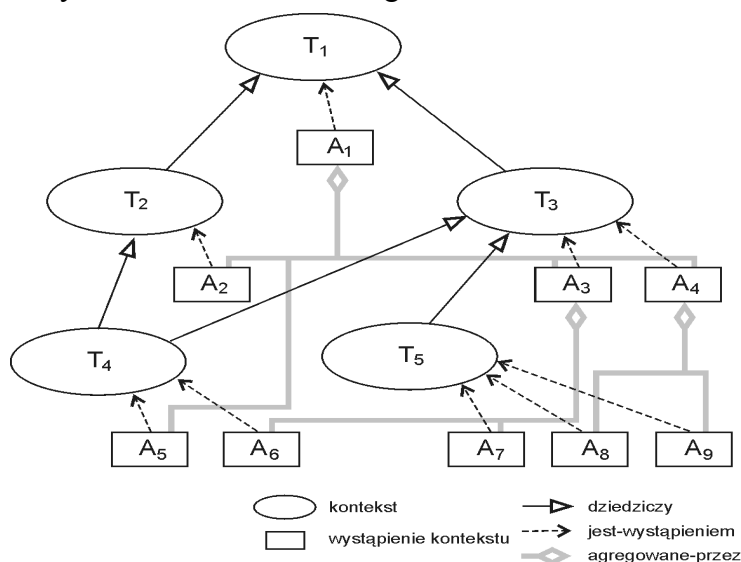 T1
A1
T2
T3
A2
A3
A4
T4
T5
A5
A6
A7
A8
A9
kontekst
dziedziczy
wystąpienie kontekstu
jest-wystąpieniem
agregowane-przez